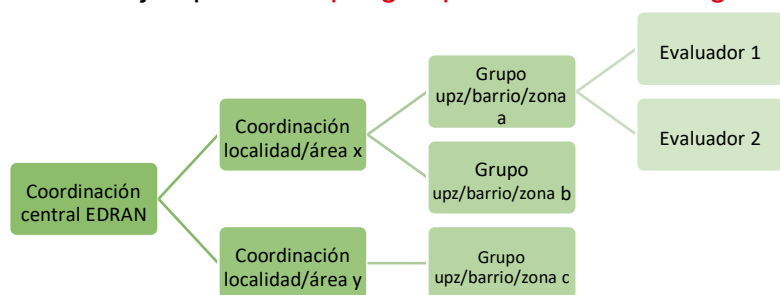 Evaluador 1
Grupo
upz/barrio/zona
a
Coordinación
localidad/área x
Evaluador 2
Grupo
upz/barrio/zona b
Coordinación
central EDRAN
Coordinación
localidad/área y
Grupo
upz/barrio/zona c